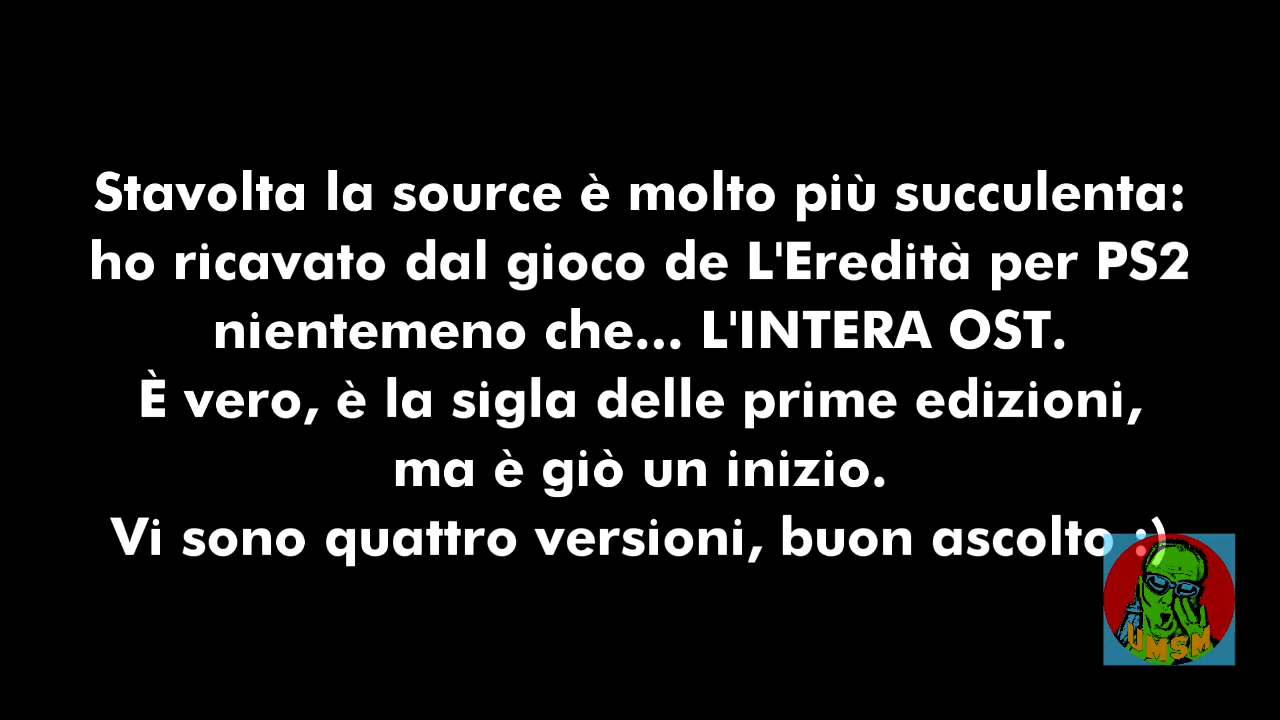 Stavolta la source è molto più succulenta:
ho ricavato dal gioco de L'Eredità per PS2
nientemeno che... L'INTERA OST.
È vero, è la sigla delle prime edizioni,
ma è giò un inizio.
Vi sono quattro versioni, buon ascolto :)
UMSM